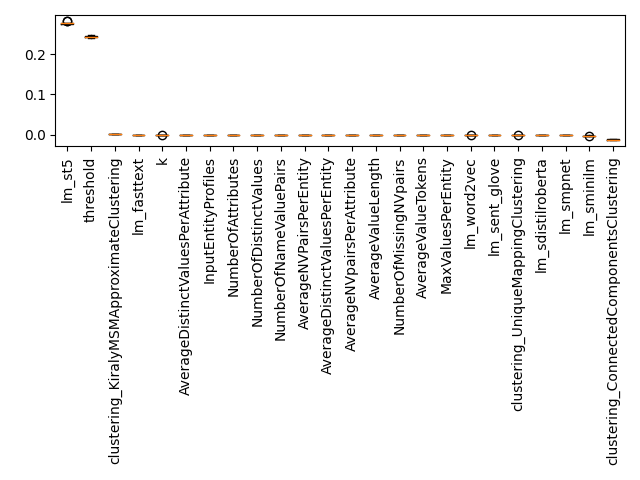 0.2
0.1
0.0
lm_st5
threshold
clustering_KiralyMSMApproximateClustering
lm_fasttext
k
AverageDistinctValuesPerAttribute
InputEntityProfiles
NumberOfAttributes
NumberOfDistinctValues
NumberOfNameValuePairs
AverageNVPairsPerEntity
AverageDistinctValuesPerEntity
AverageNVpairsPerAttribute
AverageValueLength
NumberOfMissingNVpairs
AverageValueTokens
MaxValuesPerEntity
lm_word2vec
lm_sent_glove
clustering_UniqueMappingClustering
lm_sdistilroberta
lm_smpnet
lm_sminilm
clustering_ConnectedComponentsClustering